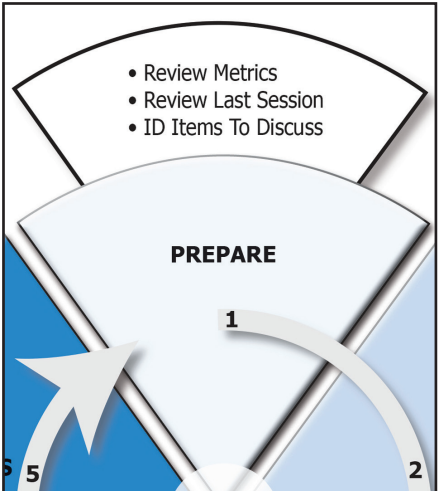 • Review Metrics
• Review Last Session
• ID Items To Discuss
PREPARE
1
5
2